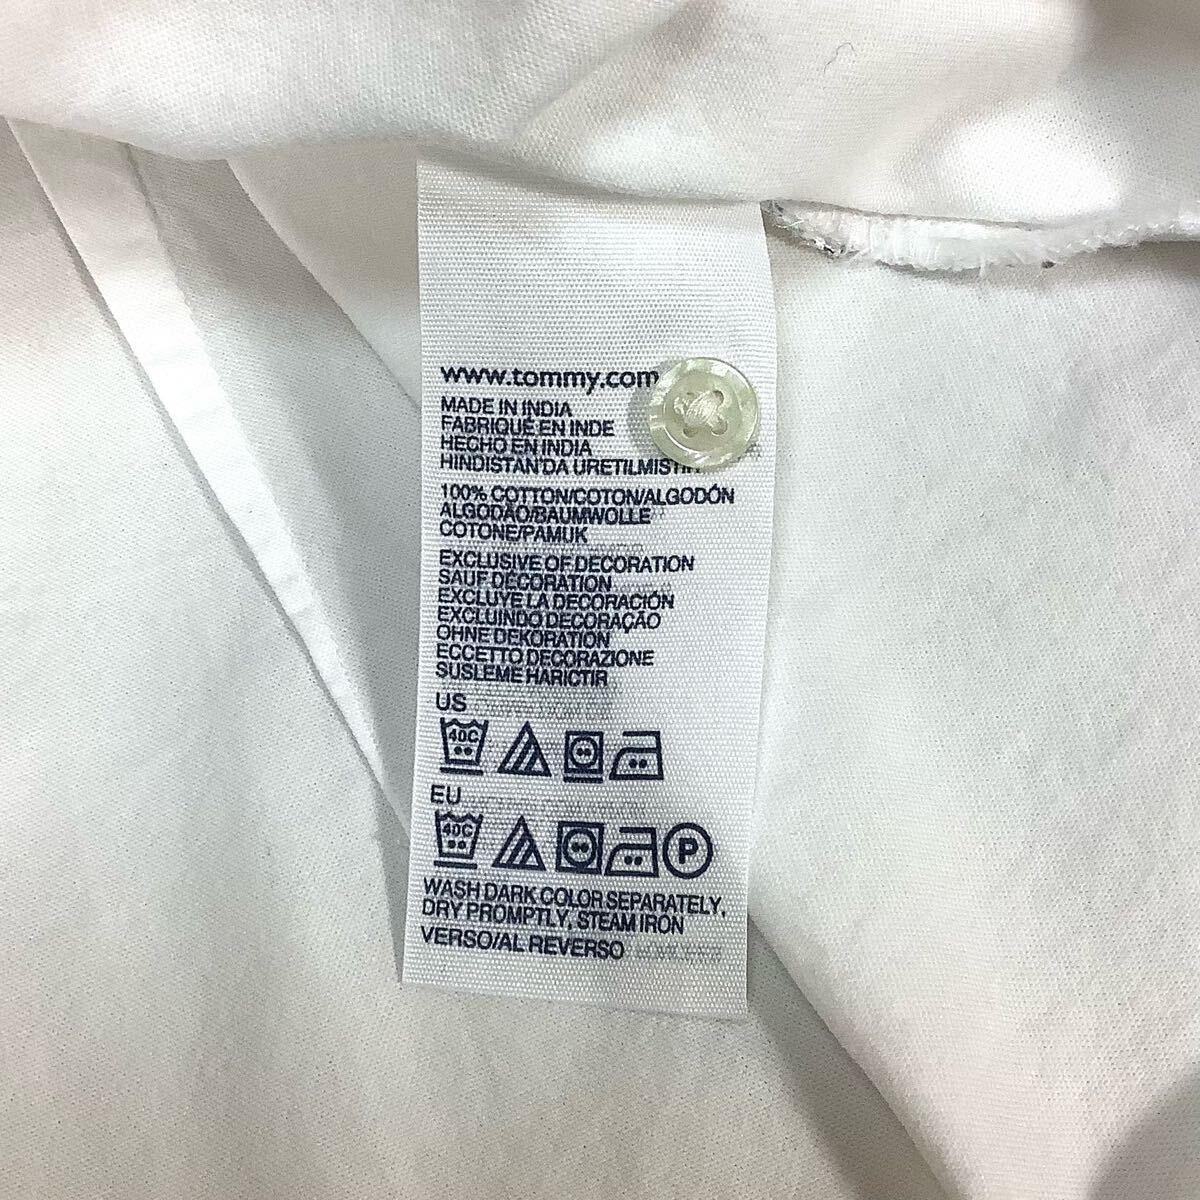 www.tommy.com
MADE IN INDIA
FABRIQUÉ EN INDE
HECHO EN INDIA
HINDISTAN'DA URETILMISTIR
100% COTTON/COTON/ALGODÓN
ALGODÃO/BAUMWOLLE
COTONE/PAMUK
EXCLUSIVE OF DECORATION
SAUF DÉCORATION
EXCLUYE LA DECORACIÓN
EXCLUINDO DECORAÇÃO
OHNE DEKORATION
ECCETTO DECORAZIONE
SUSLEME HARICTIR
US
40C
EU
40C P
WASH DARK COLOR SEPARATELY,
DRY PROMPTLY, STEAM IRON
VERSO/AL REVERSO